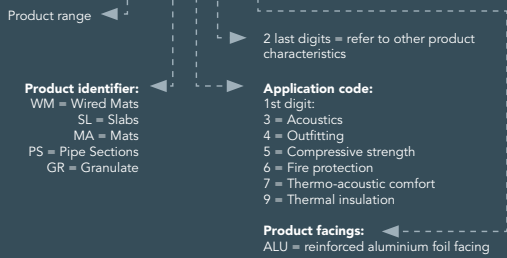 Product range
2 last digits = refer to other product
characteristics
Product identifier:
WM = Wired Mats
SL = Slabs
MA = Mats
PS = Pipe Sections
GR = Granulate
Application code:
1st digit:
3 = Acoustics
4 = Outfitting
5 = Compressive strength
6 = Fire protection
7 = Thermo-acoustic comfort
9 = Thermal insulation
Product facings:
ALU = reinforced aluminium foil facing